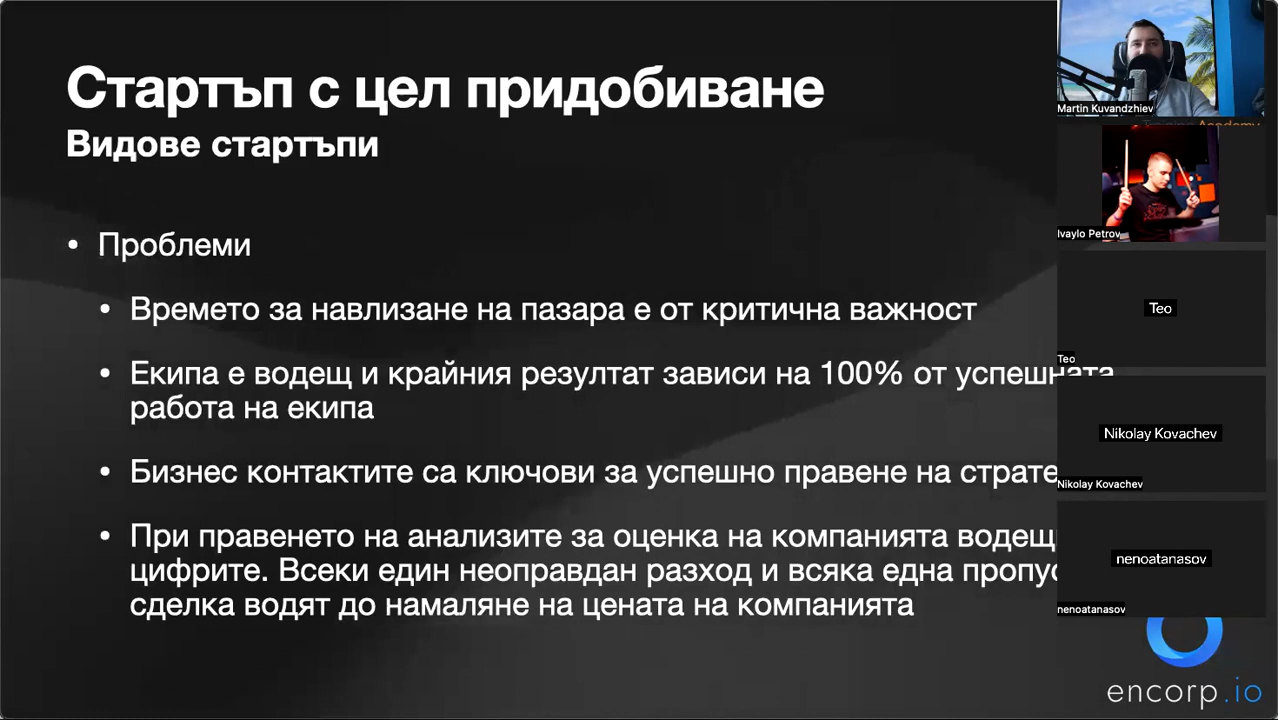 Стартъп с цел придобиване
Видове стартъпи
Проблеми
Времето за навлизане на пазара е от критична важност
Екипа е водещ и крайния резултат зависи на 100% от успешната
работа на екипа
Бизнес контактите са ключови за успешно правене на страте
При правенето на анализите за оценка на компанията водещ
цифрите. Всеки един неоправдан разход и всяка една
сделка водят до намаляне на цената на компанията
Martin Kuvandzhiev
Academy
Ivaylo Petrov
Teo
Teo
Nikolay Kovachev
Nikolay Kovachev
nenoatanasov
nenoatanasov
encorp.io